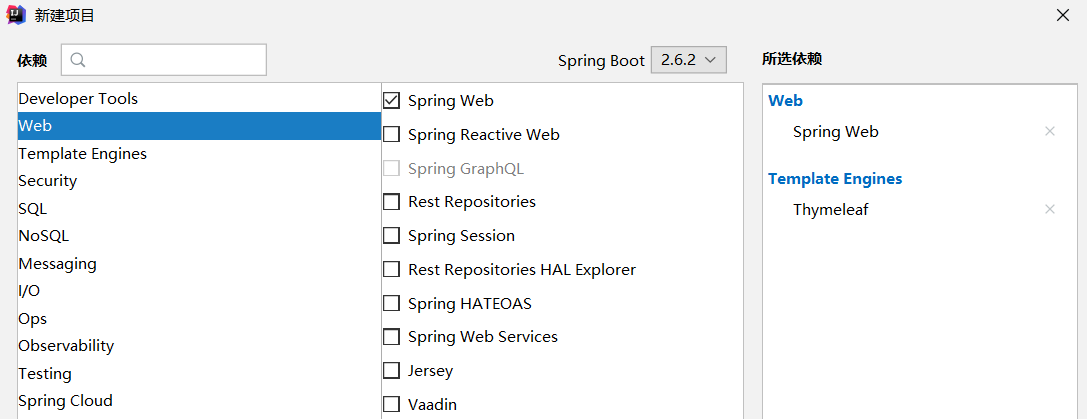 新建项目
依赖
Spring Boot 2.6.2
所选依赖
Developer Tools
Web
Template Engines
Security
SQL
NoSQL
Messaging
I/O
Ops
Observability
Testing
Spring Cloud
Spring Web
Spring Reactive Web
Spring GraphQL
Rest Repositories
Spring Session
Rest Repositories HAL Explorer
Spring HATEOAS
Spring Web Services
Jersey
Vaadin
Web
Spring Web
Template Engines
Thymeleaf